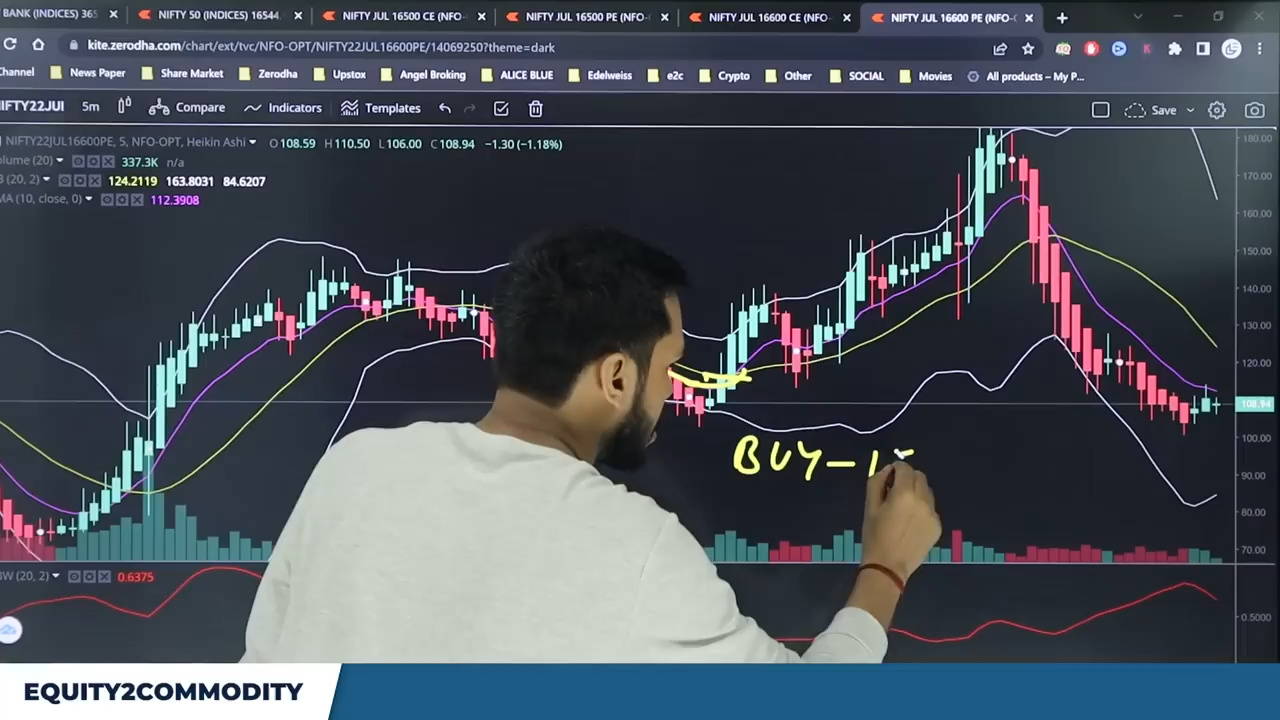 BANK (INDICES) 365
NIFTY 50 (INDICES) 16544.
NIFTY JUL 16500 CE (NFO-
NIFTY JUL 16500 PE (NFO-
NIFTY JUL 16600 CE (NFO-
NIFTY JUL 16600 PE (NFO-
kite.zerodha.com/chart/ext/tvc/NFO-OPT/NIFTY22JUL16600PE/14069250?theme=dark
hannel News Paper Share Market Zerodha Upstox Angel Broking ALICE BLUE Edelweiss e2c Crypto Other SOCIAL Movies All products – My P...
NIFTY22JUl 5m Compare Indicators Templates Save
NIFTY22JUL16600PE, 5, NFO-OPT, Heikin Ashi O 108.59 H 110.50 L 106.00 C 108.94 −1.30 (−1.18%)
olume (20) 337.3K n/a
B (20, 2) 124.2119 163.8031 84.6207
MA (10, close, 0) 112.3908
180.00
170.00
160.00
150.00
140.00
130.00
120.00
108.94
100.00
90.00
80.00
70.00
BUY – 1
BW (20, 2) 0.6375
0.5000
EQUITY2COMMODITY